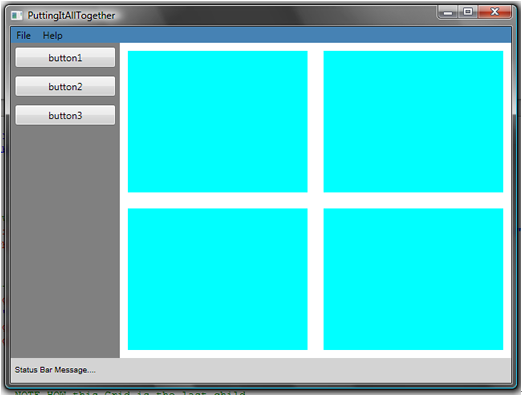 PuttingItAllTogether
File Help
button1
button2
button3
Status Bar Message....
NOTE HOW this Grid is the last child